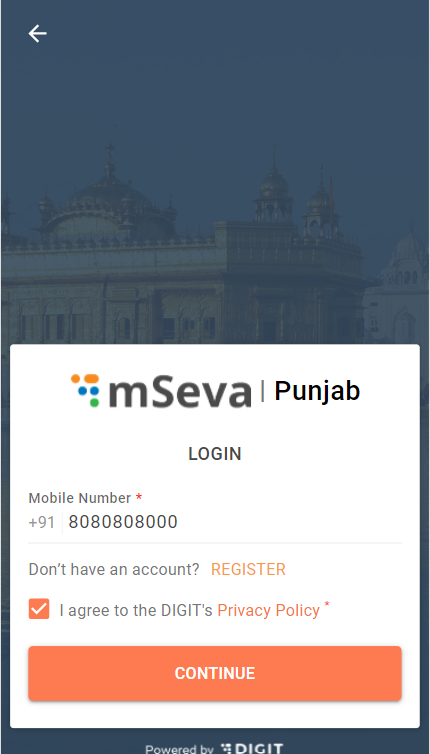 mSeva | Punjab
LOGIN
Mobile Number *
+91 8080808000
Don't have an account? REGISTER
I agree to the DIGIT's Privacy Policy *
CONTINUE
Powered by DIGIT